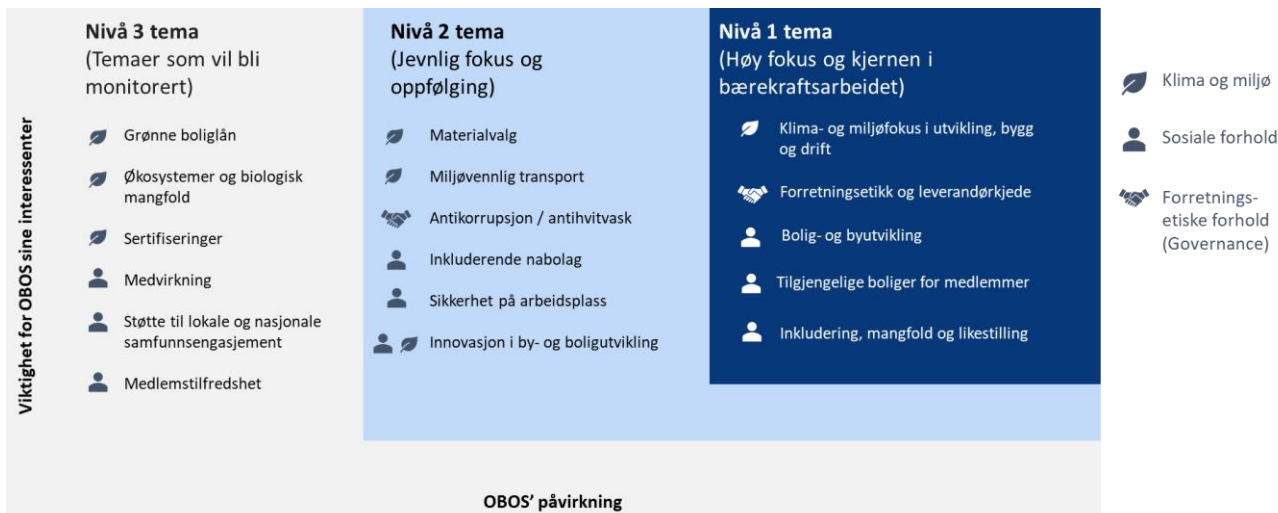 Nivå 3 tema
(Temaer som vil bli
monitorert)
Grønne boliglån
Økosystemer og biologisk
mangfold
Sertifiseringer
Medvirkning
Støtte til lokale og nasjonale
samfunnsengasjement
Medlemstilfredshet
Nivå 2 tema
(Jevnlig fokus og
oppfølging)
Materialvalg
Miljøvennlig transport
Antikorrupsjon / antihvitvask
Inkluderende nabolag
Sikkerhet på arbeidsplass
Innovasjon i by- og boligutvikling
Nivå 1 tema
(Høy fokus og kjernen i
bærekraftsarbeidet)
Klima- og miljøfokus i utvikling, bygg
og drift
Forretningsetikk og leverandørkjede
Bolig- og byutvikling
Tilgjengelige boliger for medlemmer
Inkludering, mangfold og likestilling
Klima og miljø
Sosiale forhold
Forretnings-
etiske forhold
(Governance)
Viktighet for OBOS sine interessenter
OBOS’ påvirkning